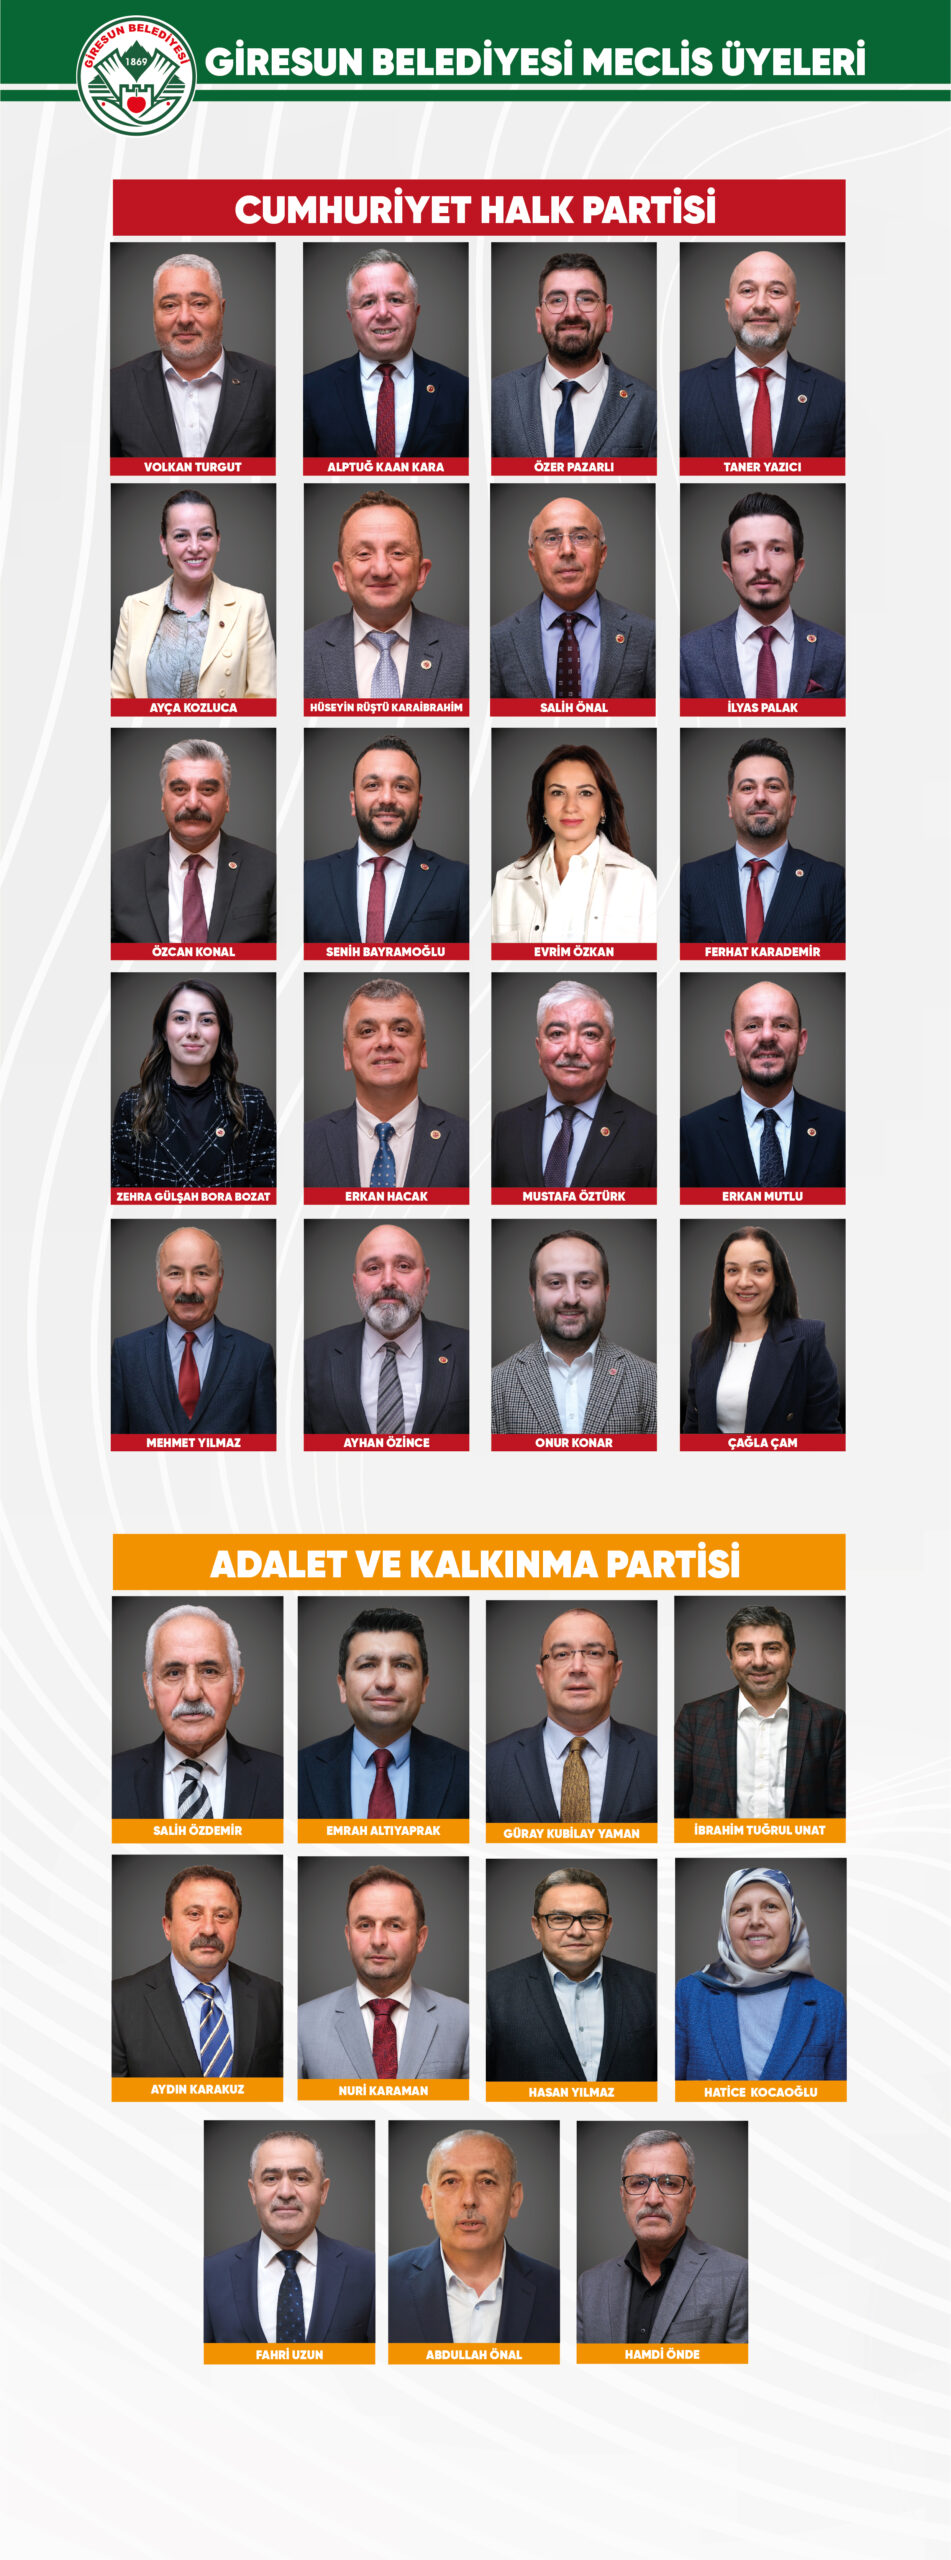 GİRESUN BELEDİYESİ
1869
GİRESUN BELEDİYESİ MECLİS ÜYELERİ
CUMHURİYET HALK PARTİSİ
VOLKAN TURGUT
ALPTUĞ KAAN KARA
ÖZER PAZARLI
TANER YAZICI
AYÇA KOZLUCA
HÜSEYİN RÜŞTÜ KARAİBRAHİM
SALİH ÖNAL
İLYAS PALAK
ÖZCAN KONAL
SENİH BAYRAMOĞLU
EVRİM ÖZKAN
FERHAT KARADEMİR
ZEHRA GÜLŞAH BORA BOZAT
ERKAN HACAK
MUSTAFA ÖZTÜRK
ERKAN MUTLU
MEHMET YILMAZ
AYHAN ÖZİNCE
ONUR KONAR
ÇAĞLA ÇAM
ADALET VE KALKINMA PARTİSİ
SALİH ÖZDEMİR
EMRAH ALTIYAPRAK
GÜRAY KUBİLAY YAMAN
İBRAHİM TUĞRUL UNAT
AYDIN KARAKUZ
NURİ KARAMAN
HASAN YILMAZ
HATİCE KOCAOĞLU
FAHRİ UZUN
ABDULLAH ÖNAL
HAMDİ ÖNDE